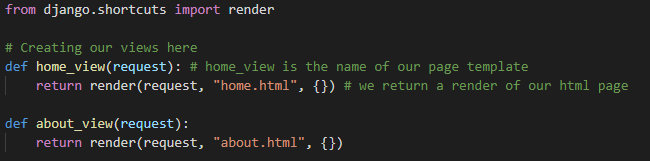 from django.shortcuts import render
# Creating our views here
def home_view(request): # home_view is the name of our page template
    return render(request, "home.html", {}) # we return a render of our html page
def about_view(request):
    return render(request, "about.html", {})